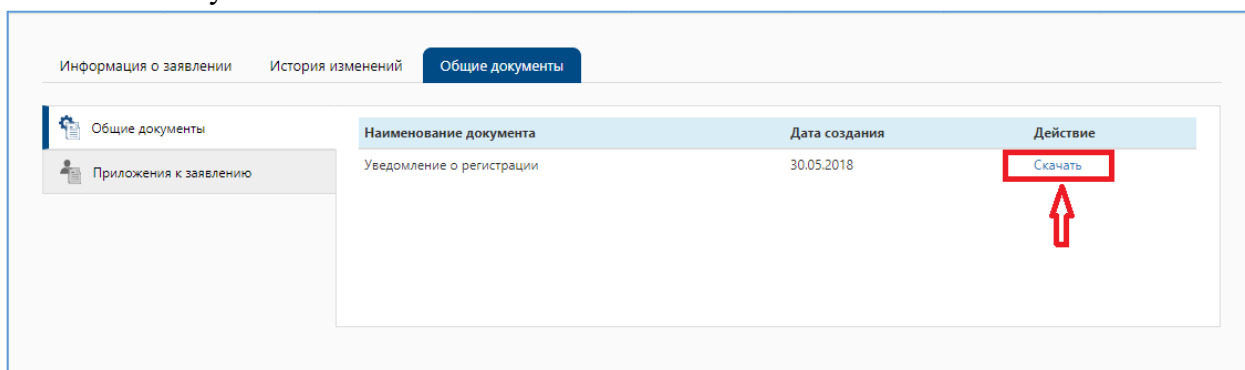 Информация о заявлении История изменений Общие документы
Общие документы
Приложения к заявлению
Наименование документа Дата создания Действие
Уведомление о регистрации 30.05.2018 Скачать